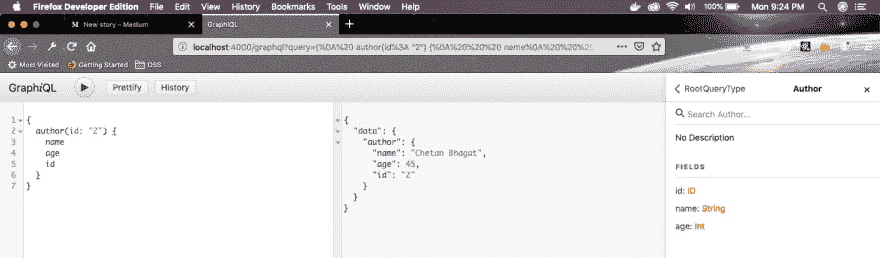 Firefox Developer Edition File Edit View History Bookmarks Tools Window Help 100% Mon 9:24 PM
New story – Medium GraphiQL
localhost:4000/graphql?query={%0A%20 author(id%3A "2") {%0A%20%20%20 name%0A%20%20%20/
Most Visited Getting Started OSS
GraphiQL Prettify History
RootQueryType Author
Search Author...
No Description
FIELDS
id: ID
name: String
age: Int
1 {
2 author(id: "2") {
3 name
4 age
5 id
6 }
7 }
{
"data": {
"author": {
"name": "Chetan Bhagat",
"age": 45,
"id": "2"
}
}
}